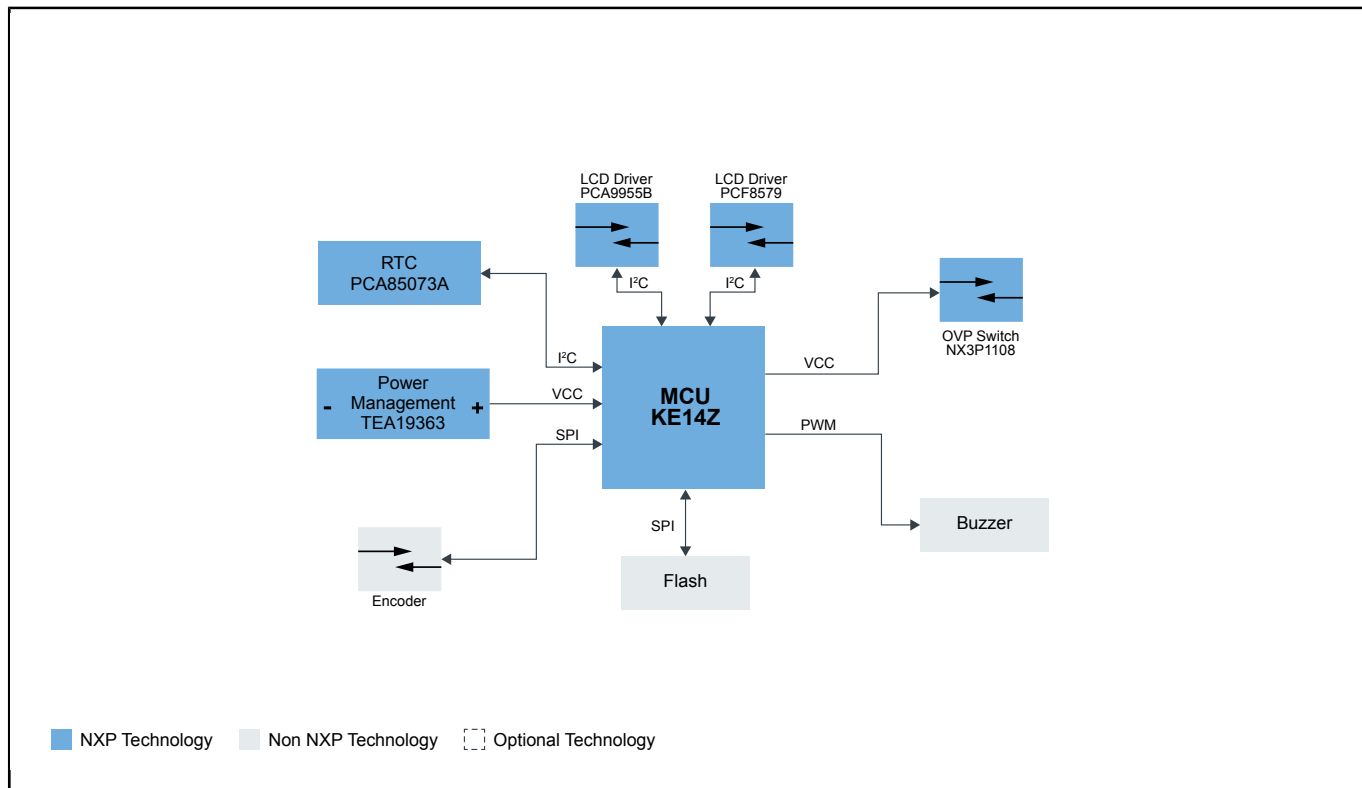 LCD Driver
PCA9955B
LCD Driver
PCF8579
RTC
PCA85073A
I²C
I²C
OVP Switch
NX3P1108
I²C
VCC
Power
Management
TEA19363
-
+
VCC
MCU
KE14Z
SPI
PWM
SPI
Buzzer
Flash
Encoder
NXP Technology
Non NXP Technology
Optional Technology